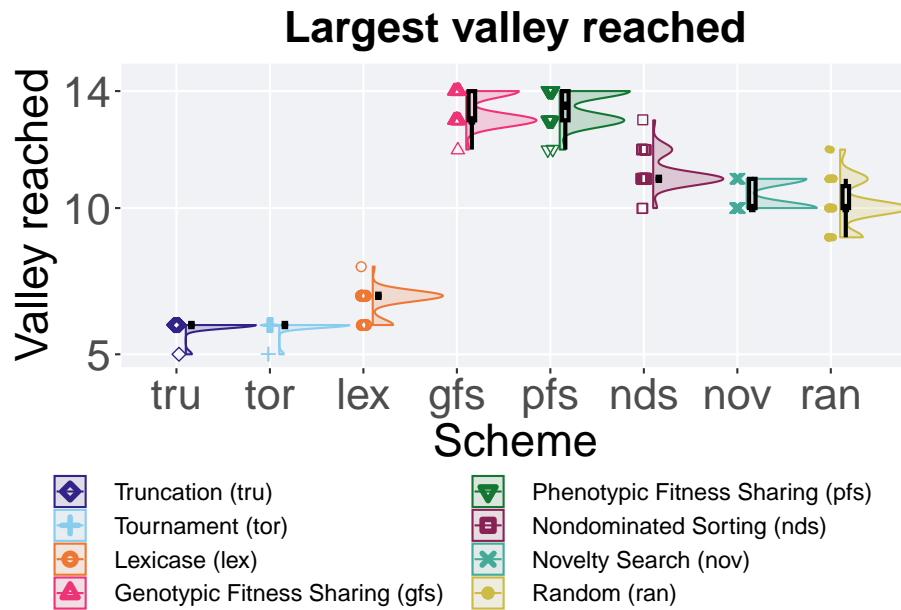 Largest valley reached
Valley reached
14
10
5
tru tor lex gfs pfs nds nov ran
Scheme
Truncation (tru)
Tournament (tor)
Lexicase (lex)
Genotypic Fitness Sharing (gfs)
Phenotypic Fitness Sharing (pfs)
Nondominated Sorting (nds)
Novelty Search (nov)
Random (ran)